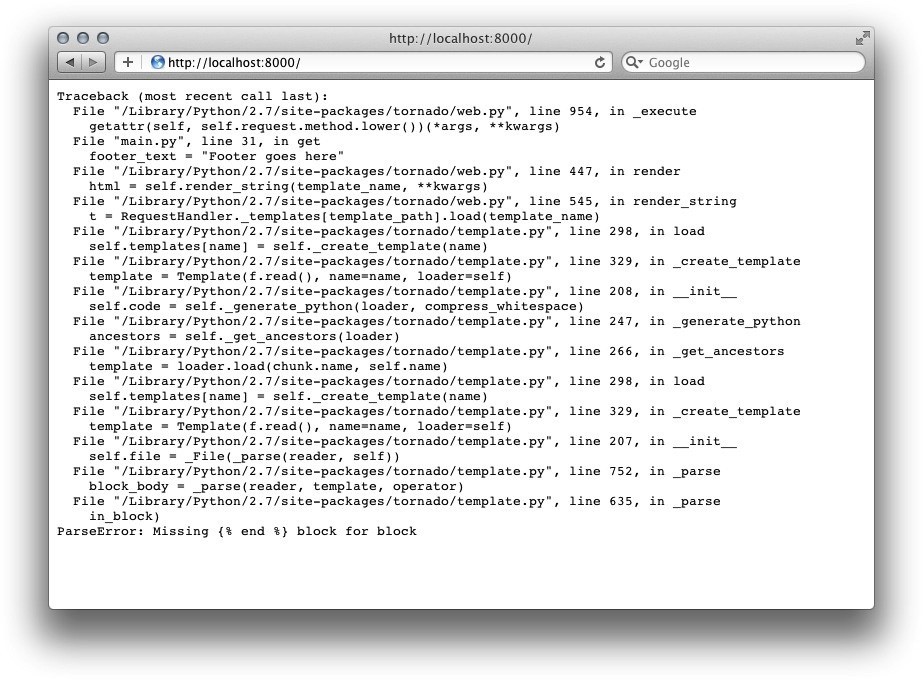 http://localhost:8000/
http://localhost:8000/
Google
Traceback (most recent call last):
  File "/Library/Python/2.7/site-packages/tornado/web.py", line 954, in _execute
    getattr(self, self.request.method.lower())(*args, **kwargs)
  File "main.py", line 31, in get
    footer_text = "Footer goes here"
  File "/Library/Python/2.7/site-packages/tornado/web.py", line 447, in render
    html = self.render_string(template_name, **kwargs)
  File "/Library/Python/2.7/site-packages/tornado/web.py", line 545, in render_string
    t = RequestHandler._templates[template_path].load(template_name)
  File "/Library/Python/2.7/site-packages/tornado/template.py", line 298, in load
    self.templates[name] = self._create_template(name)
  File "/Library/Python/2.7/site-packages/tornado/template.py", line 329, in _create_template
    template = Template(f.read(), name=name, loader=self)
  File "/Library/Python/2.7/site-packages/tornado/template.py", line 208, in __init__
    self.code = self._generate_python(loader, compress_whitespace)
  File "/Library/Python/2.7/site-packages/tornado/template.py", line 247, in _generate_python
    ancestors = self._get_ancestors(loader)
  File "/Library/Python/2.7/site-packages/tornado/template.py", line 266, in _get_ancestors
    template = loader.load(chunk.name, self.name)
  File "/Library/Python/2.7/site-packages/tornado/template.py", line 298, in load
    self.templates[name] = self._create_template(name)
  File "/Library/Python/2.7/site-packages/tornado/template.py", line 329, in _create_template
    template = Template(f.read(), name=name, loader=self)
  File "/Library/Python/2.7/site-packages/tornado/template.py", line 207, in __init__
    self.file = _File(_parse(reader, self))
  File "/Library/Python/2.7/site-packages/tornado/template.py", line 752, in _parse
    block_body = _parse(reader, template, operator)
  File "/Library/Python/2.7/site-packages/tornado/template.py", line 635, in _parse
    in_block)
ParseError: Missing {% end %} block for block